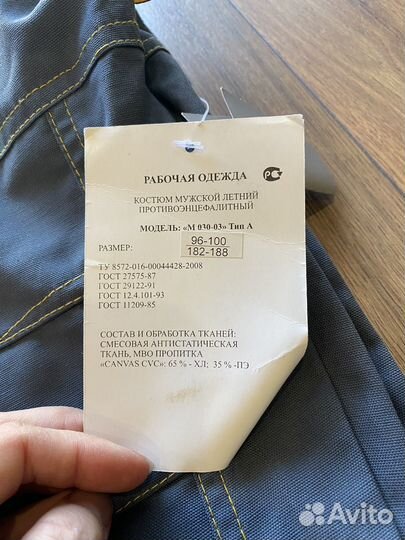 РАБОЧАЯ ОДЕЖДА
КОСТЮМ МУЖСКОЙ ЛЕТНИЙ
ПРОТИВОЭНЦЕФАЛИТНЫЙ
МОДЕЛЬ: «М 030-03» Тип А
РАЗМЕР: 96-100
182-188
ТУ 8572-016-00044428-2008
ГОСТ 27575-87
ГОСТ 29122-91
ГОСТ 12.4.101-93
ГОСТ 11209-85
СОСТАВ И ОБРАБОТКА ТКАНЕЙ:
СМЕСОВАЯ АНТИСТАТИЧЕСКАЯ
ТКАНЬ, МВО ПРОПИТКА
«CANVAS CVC»: 65 % - ХЛ; 35 % -ПЭ
Avito